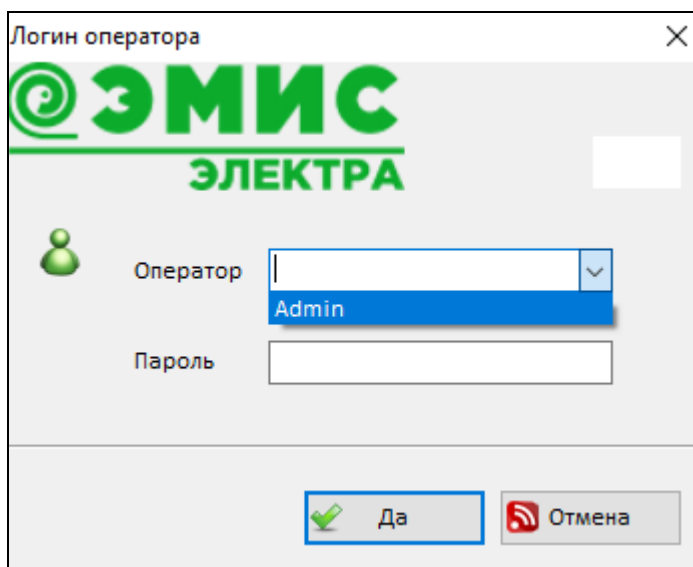 Логин оператора
ЭМИС
ЭЛЕКТРА
Оператор
Admin
Пароль
Да
Отмена